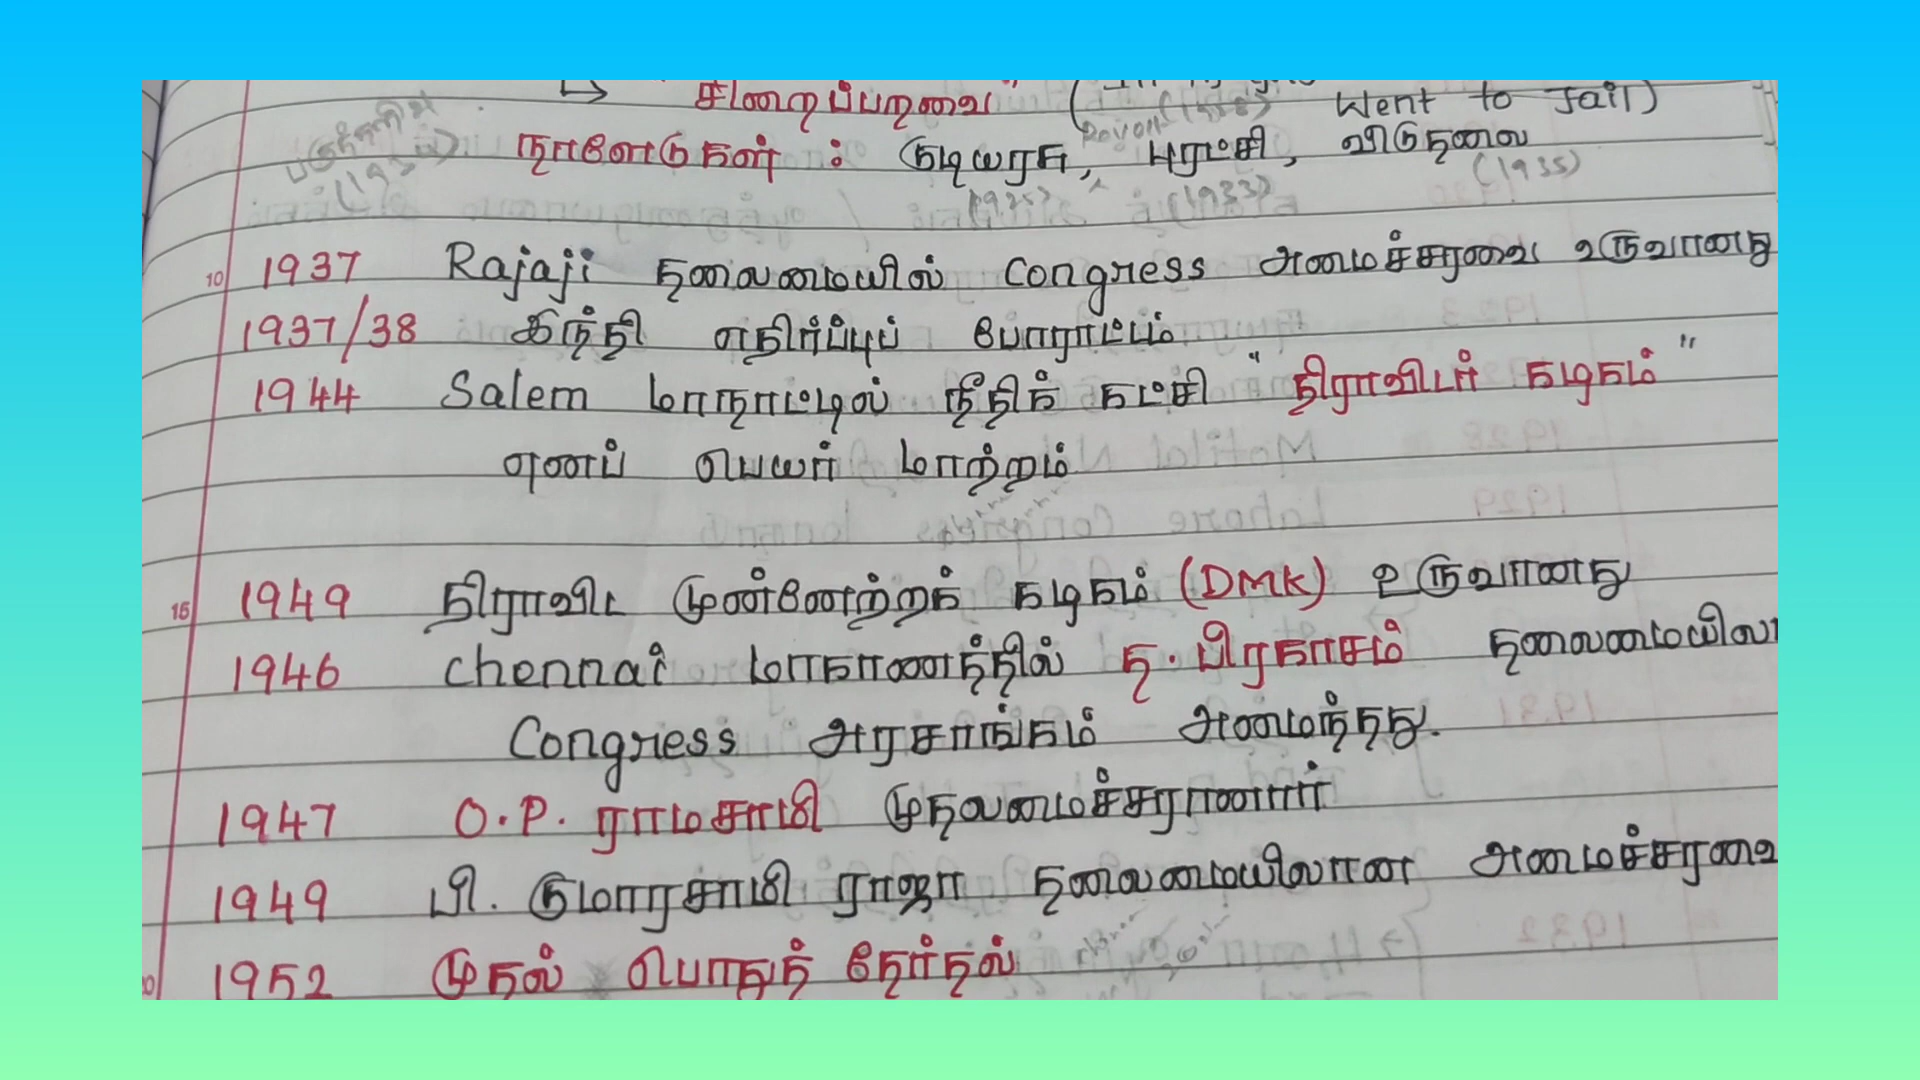 சிறைப்பறவை" ( Went to Jail)
நாளேடுகள் : குடியரசு, புரட்சி, விடுதலை
(1925) (1933) (1935)
1937 Rajaji தலைமையில் Congress அமைச்சரவை உருவானது
1937/38 இந்தி எதிர்ப்புப் போராட்டம்
1944 Salem மாநாட்டில் நீதிக் கட்சி "திராவிடர் கழகம்"
எனப் பெயர் மாற்றம்
1949 திராவிட முன்னேற்றக் கழகம் (DMK) உருவானது
1946 Chennai மாகாணத்தில் த. பிரகாசம் தலைமையிலா
Congress அரசாங்கம் அமைந்தது.
1947 O.P. ராமசாமி முதலமைச்சரானார்
1949 பி. குமாரசாமி ராஜா தலைமையிலான அமைச்சரவை
1952 முதல் பொதுத் தேர்தல்